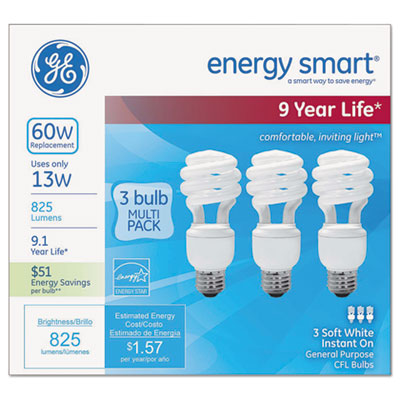 GE
energy smart®
a smart way to save energy®
9 Year Life*
comfortable, inviting light™
60W
Replacement
Uses only
13W
825
Lumens
9.1
Year Life*
$51
Energy Savings
per bulb**
3 bulb
MULTI
PACK
energy
ENERGY STAR
Brightness/Brillo
825
lumens/lúmenes
Estimated Energy
Cost/Costo
Estimado de Energía
$1.57
per year/por año
3 Soft White
Instant On
General Purpose
CFL Bulbs